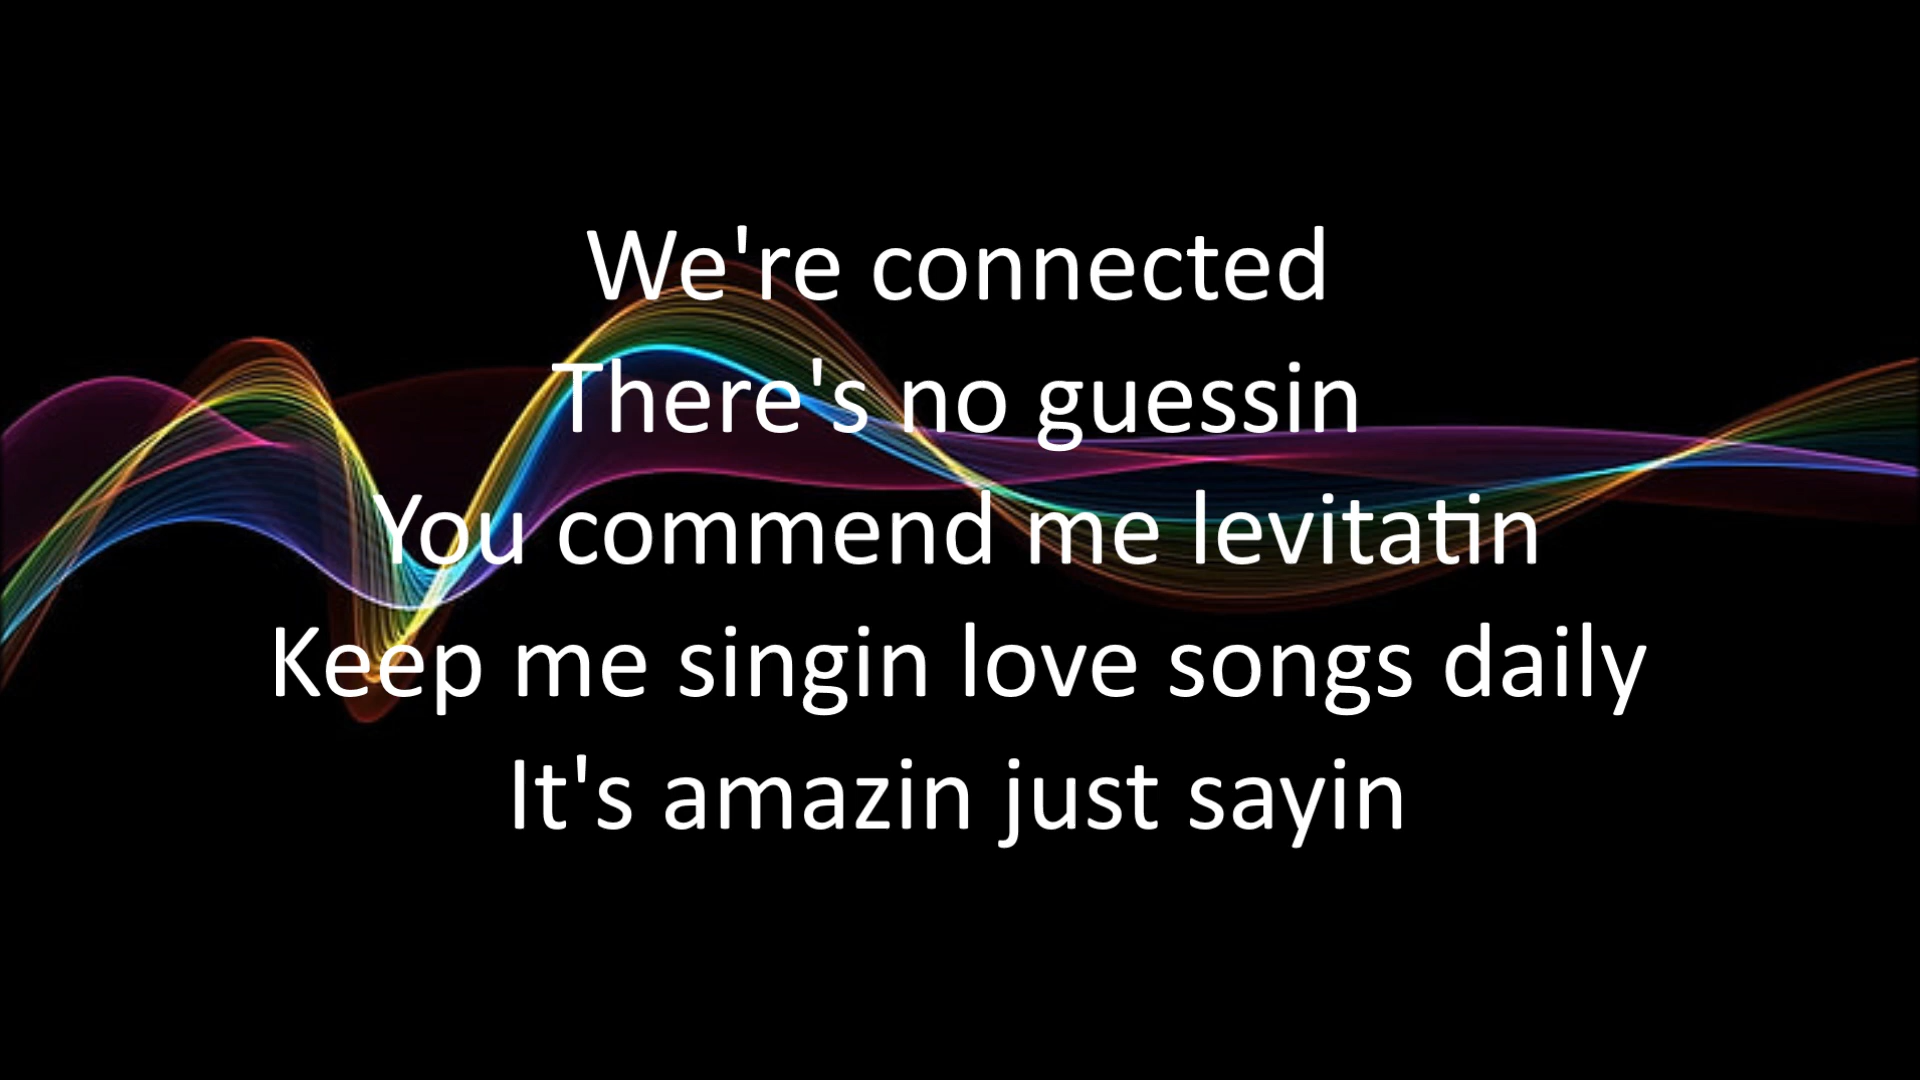 We're connected
There's no guessin
You commend me levitatin
Keep me singin love songs daily
It's amazin just sayin